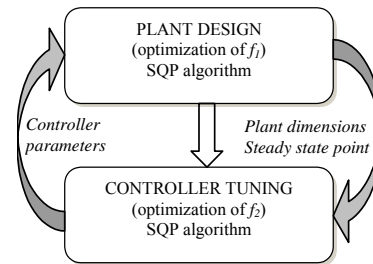 PLANT DESIGN
(optimization of f1)
SQP algorithm
Controller
parameters
Plant dimensions
Steady state point
CONTROLLER TUNING
(optimization of f2)
SQP algorithm